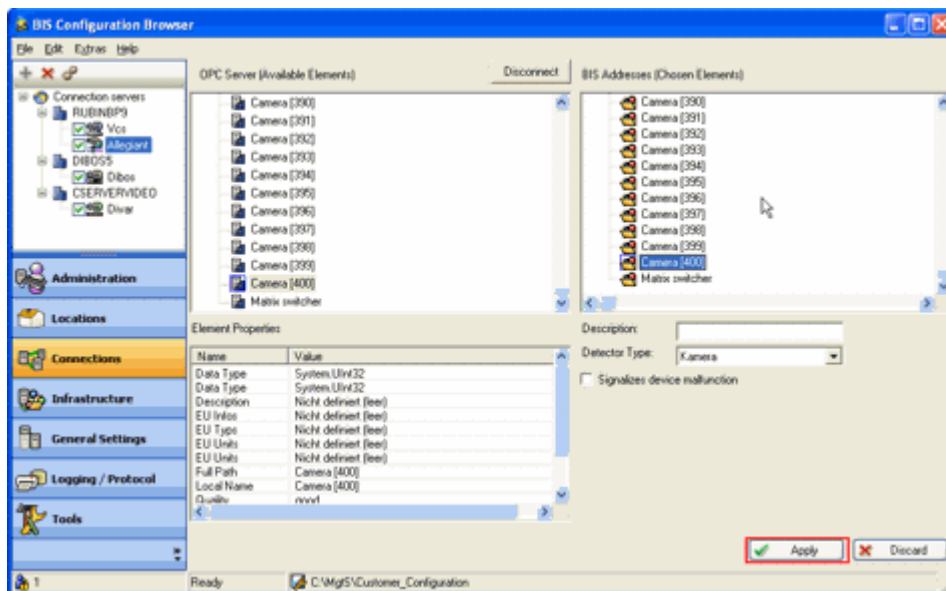 BIS Configuration Browser
File Edit Extras Help
OPC Server (Available Elements)
Disconnect
BIS Addresses (Chosen Elements)
Connection servers
RUBINBP9
Vcs
Allegiant
DIBOS5
Dibos
CSERVERVIDEO
Divar
Camera [390]
Camera [391]
Camera [392]
Camera [393]
Camera [394]
Camera [395]
Camera [396]
Camera [397]
Camera [398]
Camera [399]
Camera [400]
Matrix switcher
Camera [390]
Camera [391]
Camera [392]
Camera [393]
Camera [394]
Camera [395]
Camera [396]
Camera [397]
Camera [398]
Camera [399]
Camera [400]
Matrix switcher
Administration
Locations
Connections
Infrastructure
General Settings
Logging / Protocol
Tools
Element Properties
Name Value
Data Type System.UInt32
Data Type System.UInt32
Description Nicht definiert (leer)
EU Infos Nicht definiert (leer)
EU Type Nicht definiert (leer)
EU Units Nicht definiert (leer)
EU Units Nicht definiert (leer)
Full Path Camera [400]
Local Name Camera [400]
Quality good
Description:
Detector Type: Kamera
Signalizes device malfunction
Apply
Discard
1
Ready
C:\MgtS\Customer_Configuration